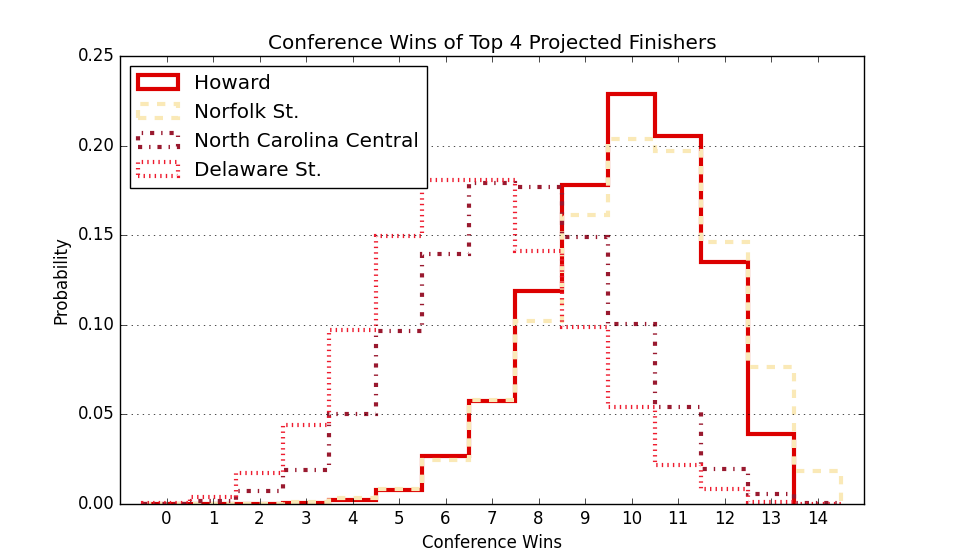 Conference Wins of Top 4 Projected Finishers
0.25
0.20
0.15
0.10
0.05
0.00
Probability
Howard
Norfolk St.
North Carolina Central
Delaware St.
0 1 2 3 4 5 6 7 8 9 10 11 12 13 14
Conference Wins